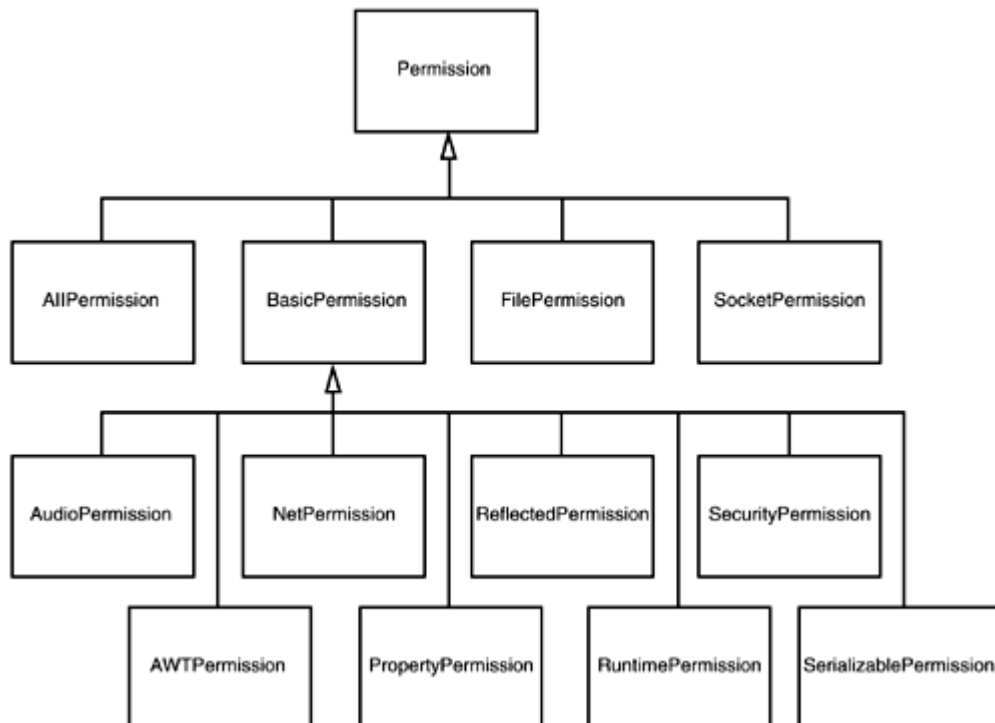 Permission
AllPermission
BasicPermission
FilePermission
SocketPermission
AudioPermission
NetPermission
ReflectedPermission
SecurityPermission
AWTPermission
PropertyPermission
RuntimePermission
SerializablePermission